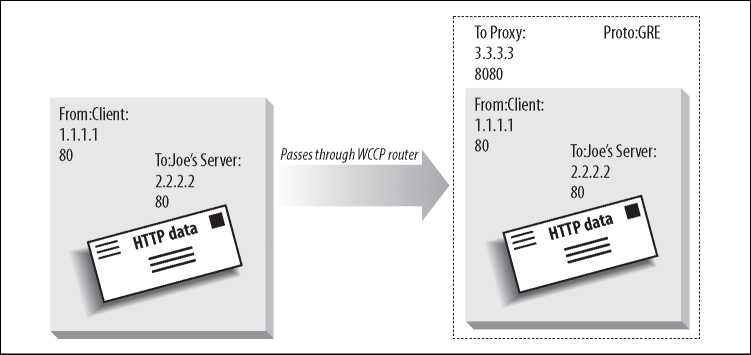 From:Client:
1.1.1.1
80
To:Joe's Server:
2.2.2.2
80
HTTP data
Passes through WCCP router
To Proxy:
3.3.3.3
8080
Proto:GRE
From:Client:
1.1.1.1
80
To:Joe's Server:
2.2.2.2
80
HTTP data